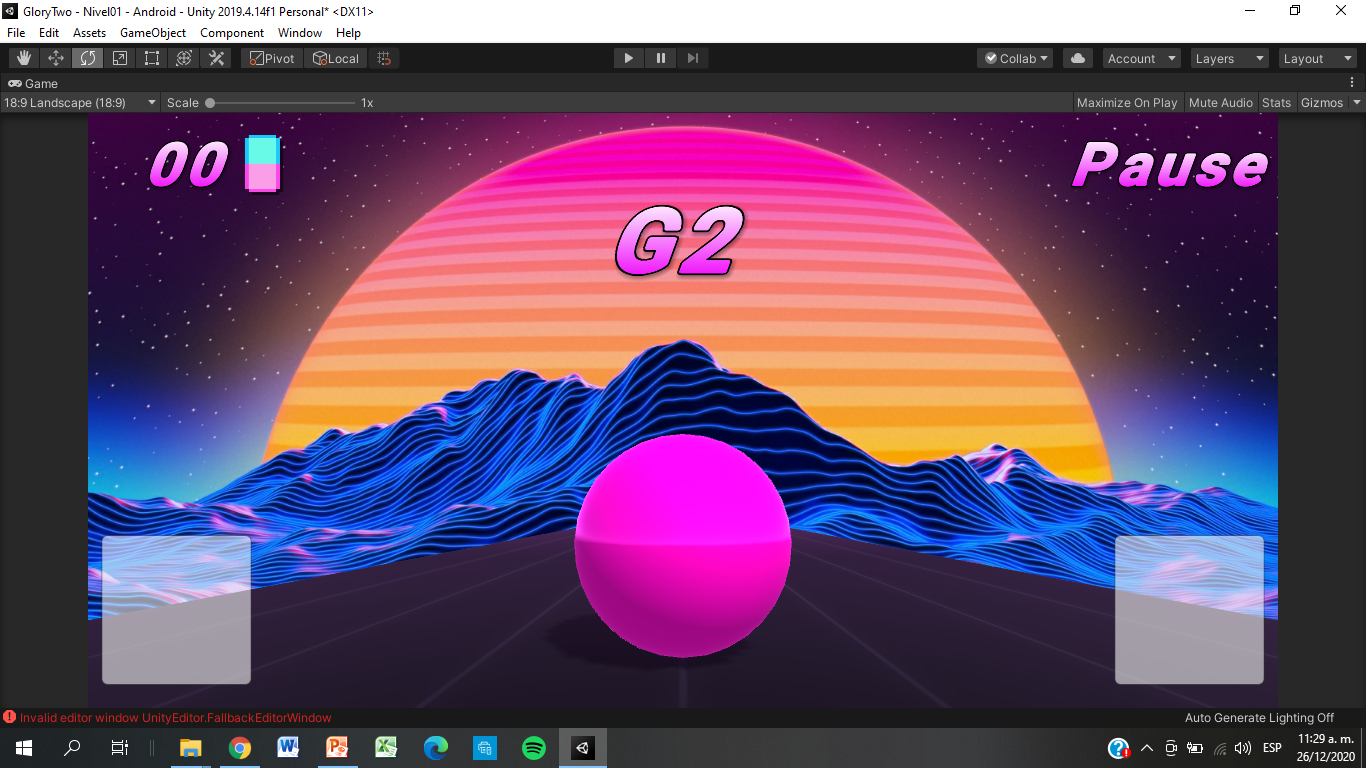 GloryTwo - Nivel01 - Android - Unity 2019.4.14f1 Personal* <DX11>
File Edit Assets GameObject Component Window Help
Pivot Local Collab Account Layers Layout
Game
18:9 Landscape (18:9) Scale 1x Maximize On Play Mute Audio Stats Gizmos
00 Pause
G2
Invalid editor window UnityEditor.FallbackEditorWindow Auto Generate Lighting Off
ESP 11:29 a. m.
26/12/2020